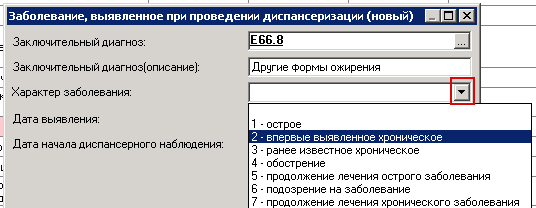 Заболевание, выявленное при проведении диспансеризации (новый)
Заключительный диагноз: E66.8 ...
Заключительный диагноз(описание): Другие формы ожирения
Характер заболевания:
Дата выявления:
Дата начала диспансерного наблюдения:
1 - острое
2 - впервые выявленное хроническое
3 - ранее известное хроническое
4 - обострение
5 - продолжение лечения острого заболевания
6 - подозрение на заболевание
7 - продолжение лечения хронического заболевания